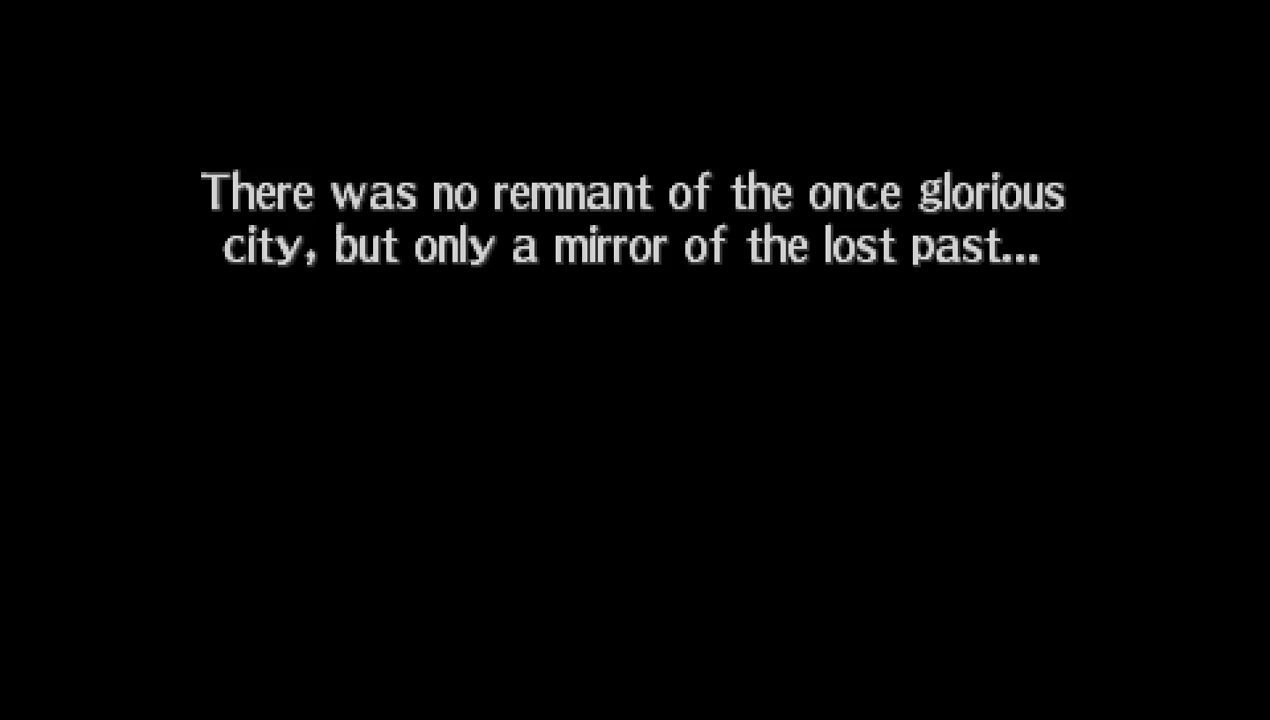 There was no remnant of the once glorious
city, but only a mirror of the lost past...